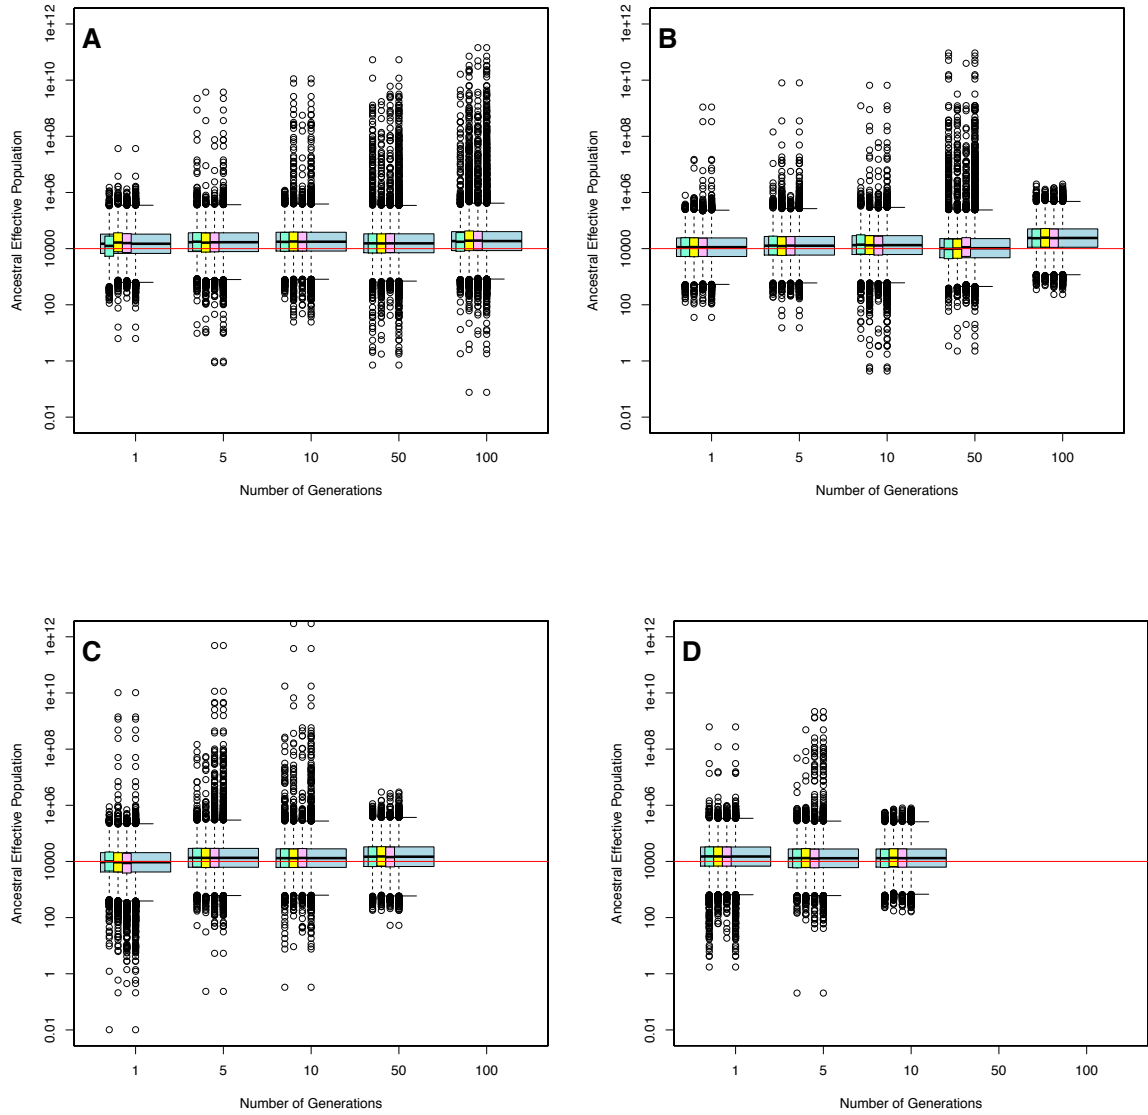 A
Ancestral Effective Population
1e+12
1e+10
1e+08
1e+06
10000
100
1
0.01
1 5 10 50 100
Number of Generations
B
Ancestral Effective Population
1e+12
1e+10
1e+08
1e+06
10000
100
1
0.01
1 5 10 50 100
Number of Generations
C
Ancestral Effective Population
1e+12
1e+10
1e+08
1e+06
10000
100
1
0.01
1 5 10 50 100
Number of Generations
D
Ancestral Effective Population
1e+12
1e+10
1e+08
1e+06
10000
100
1
0.01
1 5 10 50 100
Number of Generations